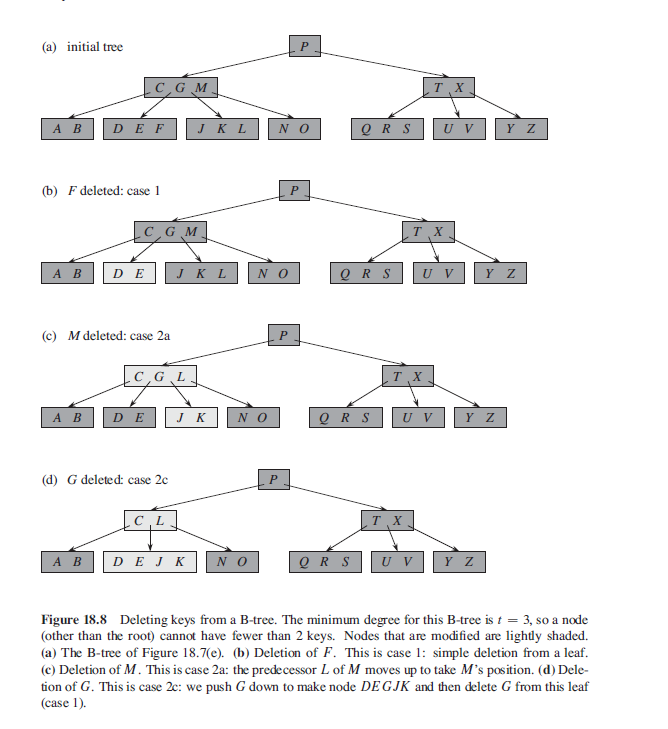 (a) initial tree
P
C G M
T X
A B
D E F
J K L
N O
Q R S
U V
Y Z
(b) F deleted: case 1
P
C G M
T X
A B
D E
J K L
N O
Q R S
U V
Y Z
(c) M deleted: case 2a
P
C G L
T X
A B
D E
J K
N O
Q R S
U V
Y Z
(d) G deleted: case 2c
P
C L
T X
A B
D E J K
N O
Q R S
U V
Y Z
Figure 18.8 Deleting keys from a B-tree. The minimum degree for this B-tree is t = 3, so a node
(other than the root) cannot have fewer than 2 keys. Nodes that are modified are lightly shaded.
(a) The B-tree of Figure 18.7(e). (b) Deletion of F. This is case 1: simple deletion from a leaf.
(c) Deletion of M. This is case 2a: the predecessor L of M moves up to take M's position. (d) Dele-
tion of G. This is case 2c: we push G down to make node DEGJK and then delete G from this leaf
(case 1).